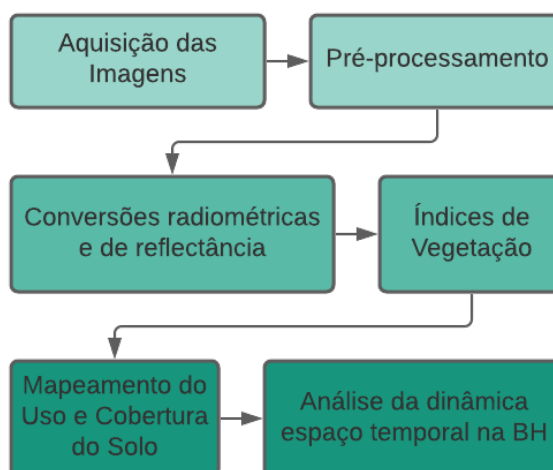 Aquisição das
Imagens
Pré-processamento
Conversões radiométricas
e de reflectância
Índices de
Vegetação
Mapeamento do
Uso e Cobertura
do Solo
Análise da dinâmica
espaço temporal na BH